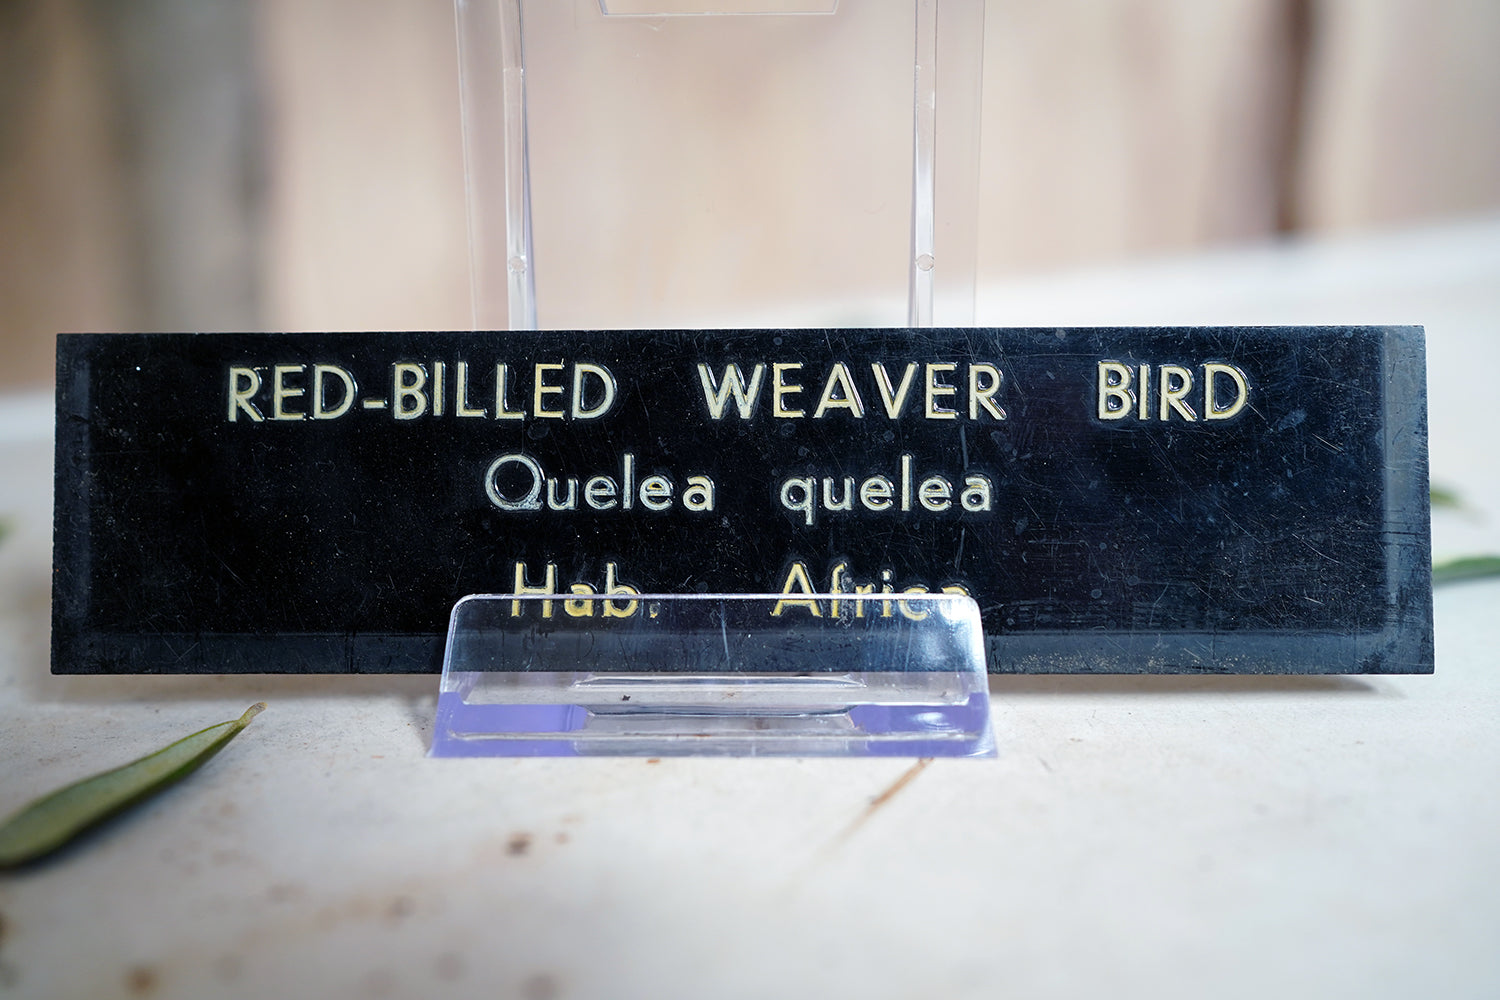 RED-BILLED WEAVER BIRD
Quelea quelea
Hab. Africa